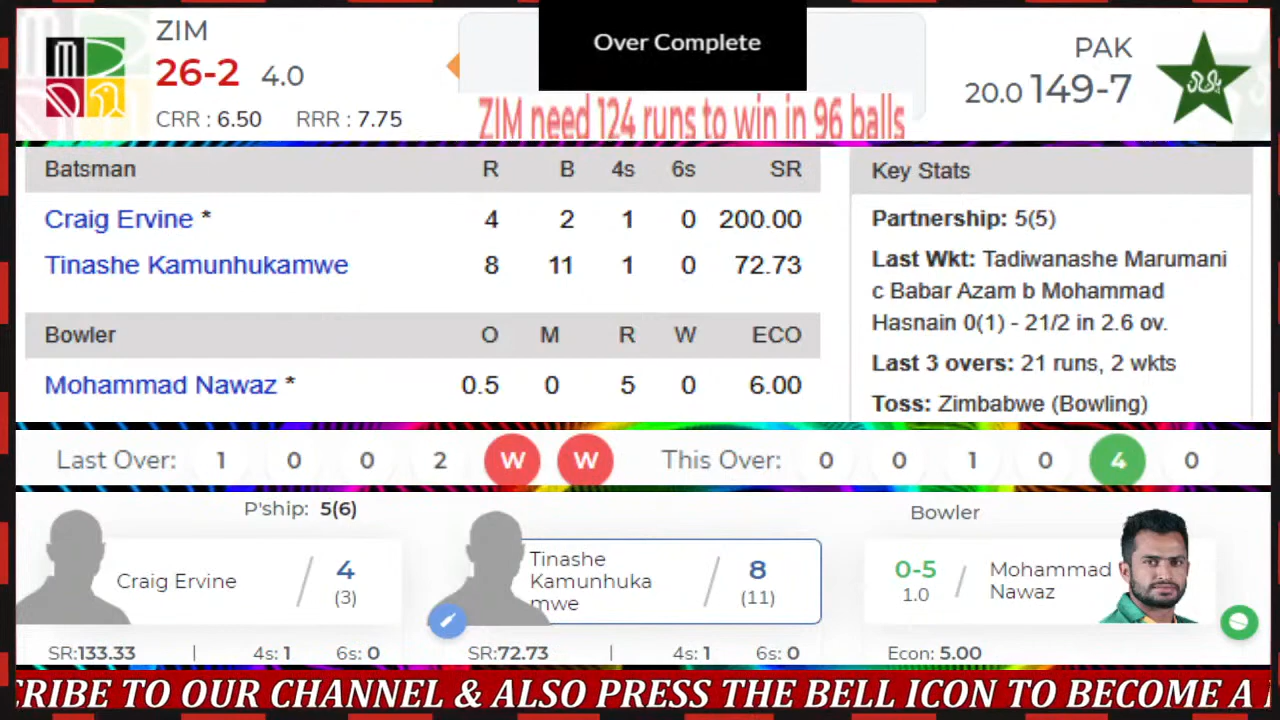 ZIM
26-2 4.0
CRR : 6.50 RRR : 7.75
Over Complete
ZIM need 124 runs to win in 96 balls
PAK
20.0 149-7
Batsman R B 4s 6s SR
Craig Ervine * 4 2 1 0 200.00
Tinashe Kamunhukamwe 8 11 1 0 72.73
Bowler O M R W ECO
Mohammad Nawaz * 0.5 0 5 0 6.00
Key Stats
Partnership: 5(5)
Last Wkt: Tadiwanashe Marumani
c Babar Azam b Mohammad
Hasnain 0(1) - 21/2 in 2.6 ov.
Last 3 overs: 21 runs, 2 wkts
Toss: Zimbabwe (Bowling)
Last Over: 1 0 0 2 W W This Over: 0 0 1 0 4 0
P'ship: 5(6)
Craig Ervine / 4
(3)
SR:133.33 | 4s: 1 6s: 0
Tinashe
Kamunhuka
mwe / 8
(11)
SR:72.73 | 4s: 1 6s: 0
Bowler
0-5 / Mohammad
1.0 Nawaz
Econ: 5.00
CRIBE TO OUR CHANNEL & ALSO PRESS THE BELL ICON TO BECOME A